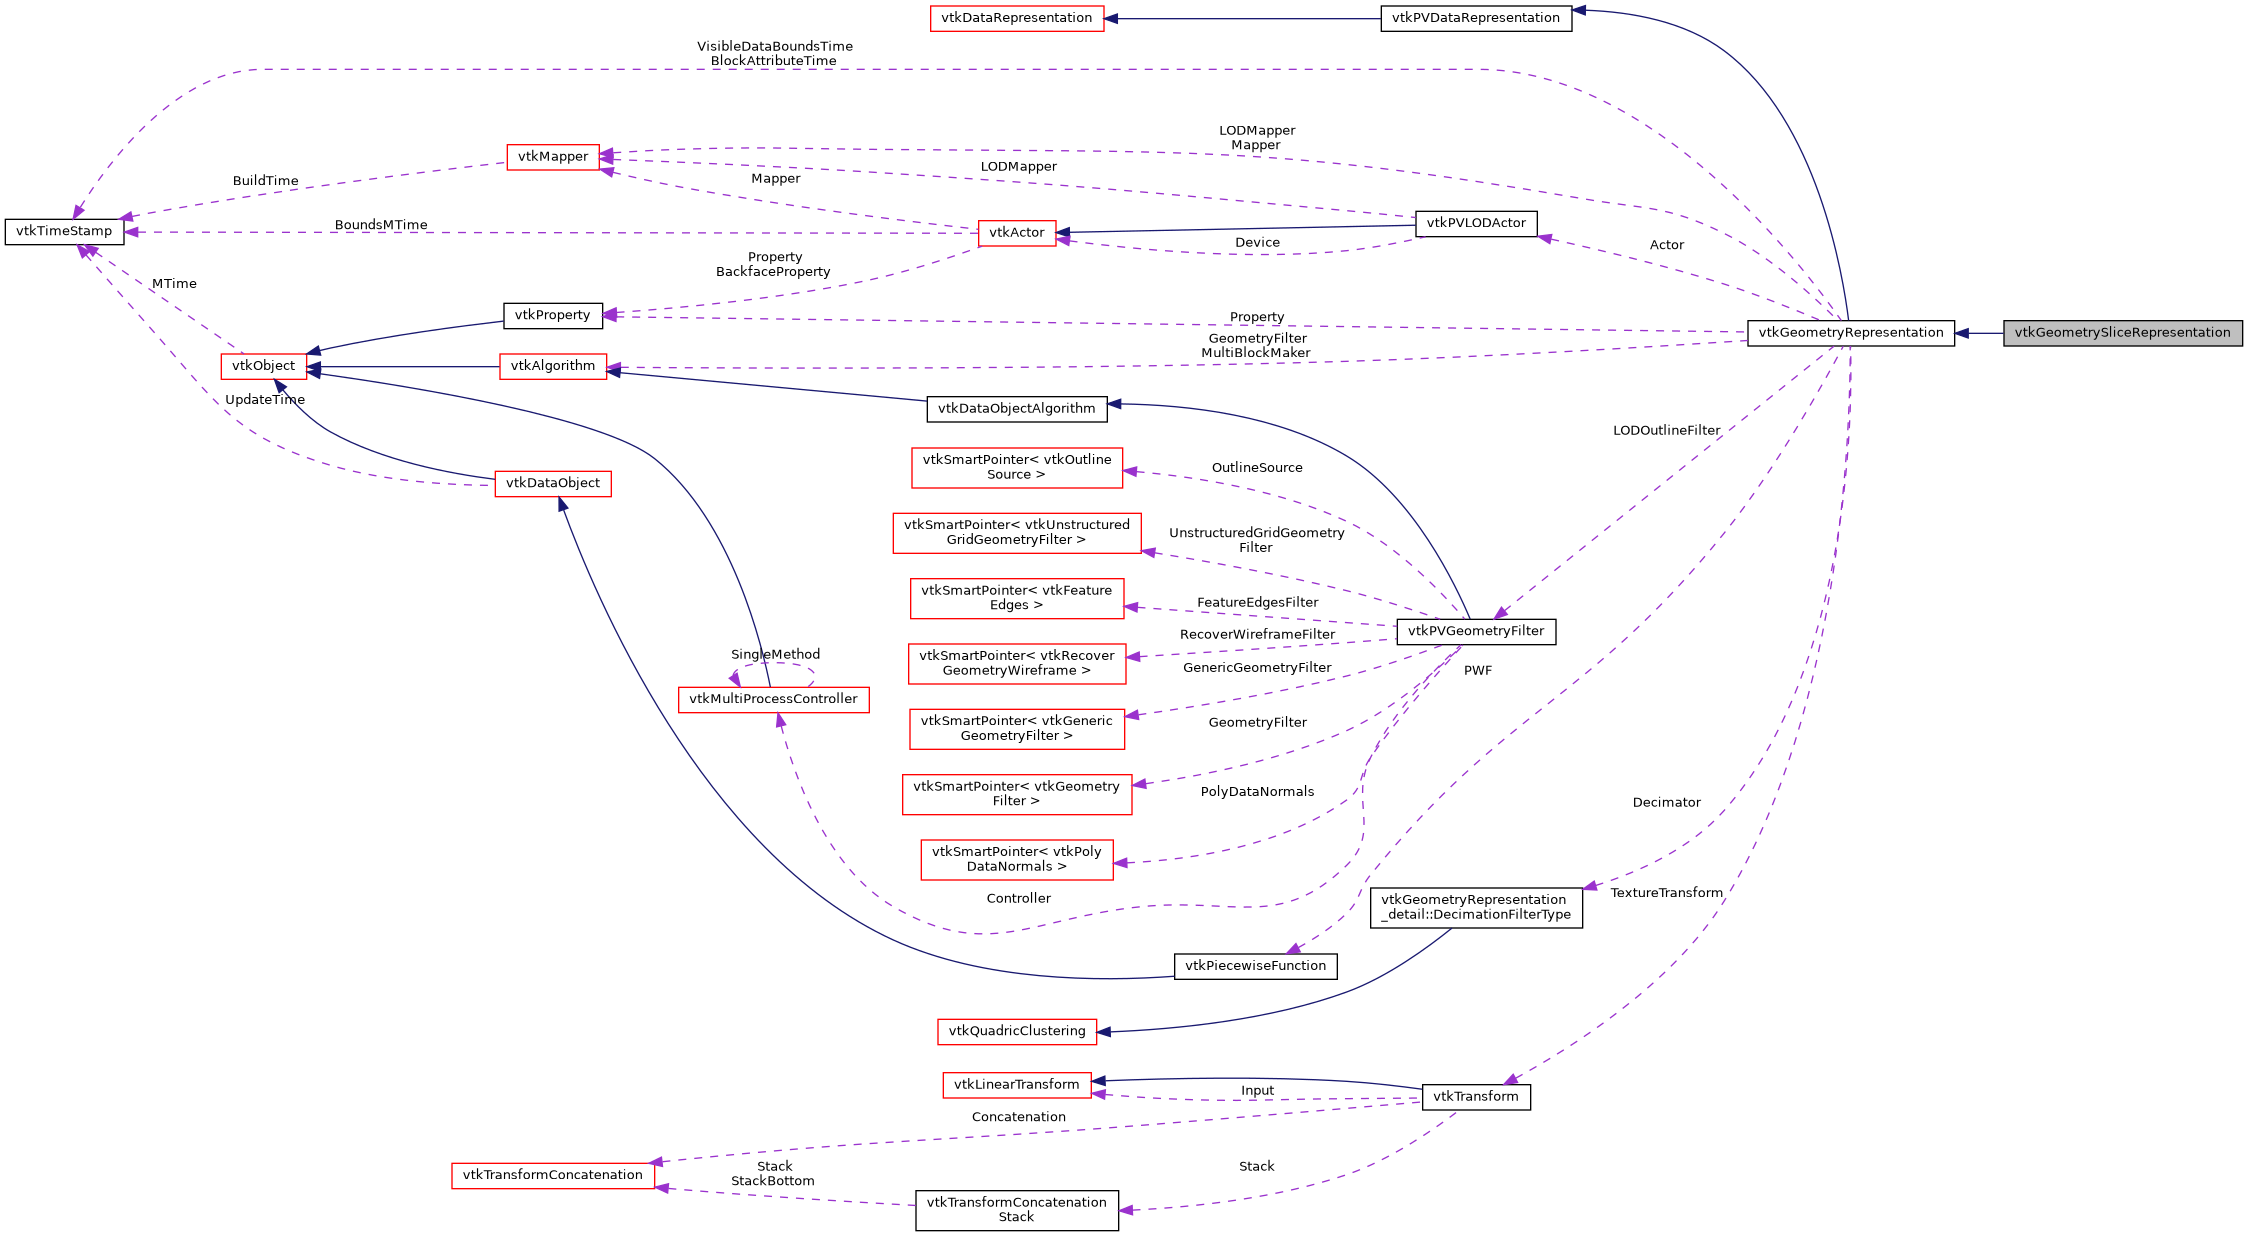 vtkDataRepresentation
vtkPVDataRepresentation
VisibleDataBoundsTime
BlockAttributeTime
LODMapper
Mapper
vtkMapper
LODMapper
BuildTime
Mapper
vtkTimeStamp
BoundsMTime
vtkActor
vtkPVLODActor
Device
Actor
Property
BackfaceProperty
MTime
vtkProperty
Property
vtkGeometryRepresentation
vtkGeometrySliceRepresentation
GeometryFilter
MultiBlockMaker
vtkObject
vtkAlgorithm
UpdateTime
vtkDataObjectAlgorithm
LODOutlineFilter
vtkSmartPointer< vtkOutline
Source >
OutlineSource
vtkDataObject
vtkSmartPointer< vtkUnstructured
GridGeometryFilter >
UnstructuredGridGeometry
Filter
vtkSmartPointer< vtkFeature
Edges >
FeatureEdgesFilter
vtkPVGeometryFilter
RecoverWireframeFilter
vtkSmartPointer< vtkRecover
GeometryWireframe >
SingleMethod
GenericGeometryFilter
PWF
vtkMultiProcessController
vtkSmartPointer< vtkGeneric
GeometryFilter >
GeometryFilter
vtkSmartPointer< vtkGeometry
Filter >
PolyDataNormals
Decimator
vtkSmartPointer< vtkPoly
DataNormals >
Controller
vtkGeometryRepresentation
_detail::DecimationFilterType
TextureTransform
vtkPiecewiseFunction
vtkQuadricClustering
vtkLinearTransform
Input
vtkTransform
Concatenation
vtkTransformConcatenation
Stack
StackBottom
Stack
vtkTransformConcatenation
Stack